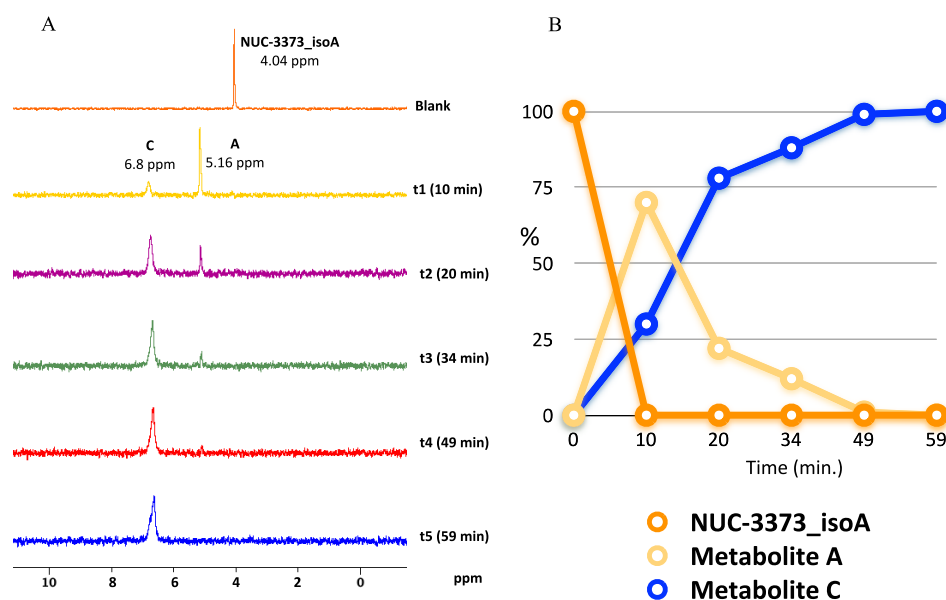 A
NUC-3373_isoA
4.04 ppm
Blank
C
6.8 ppm
A
5.16 ppm
t1 (10 min)
t2 (20 min)
t3 (34 min)
t4 (49 min)
t5 (59 min)
10 8 6 4 2 0 ppm
B
100
75
%
50
25
0
0 10 20 34 49 59
Time (min.)
NUC-3373_isoA
Metabolite A
Metabolite C